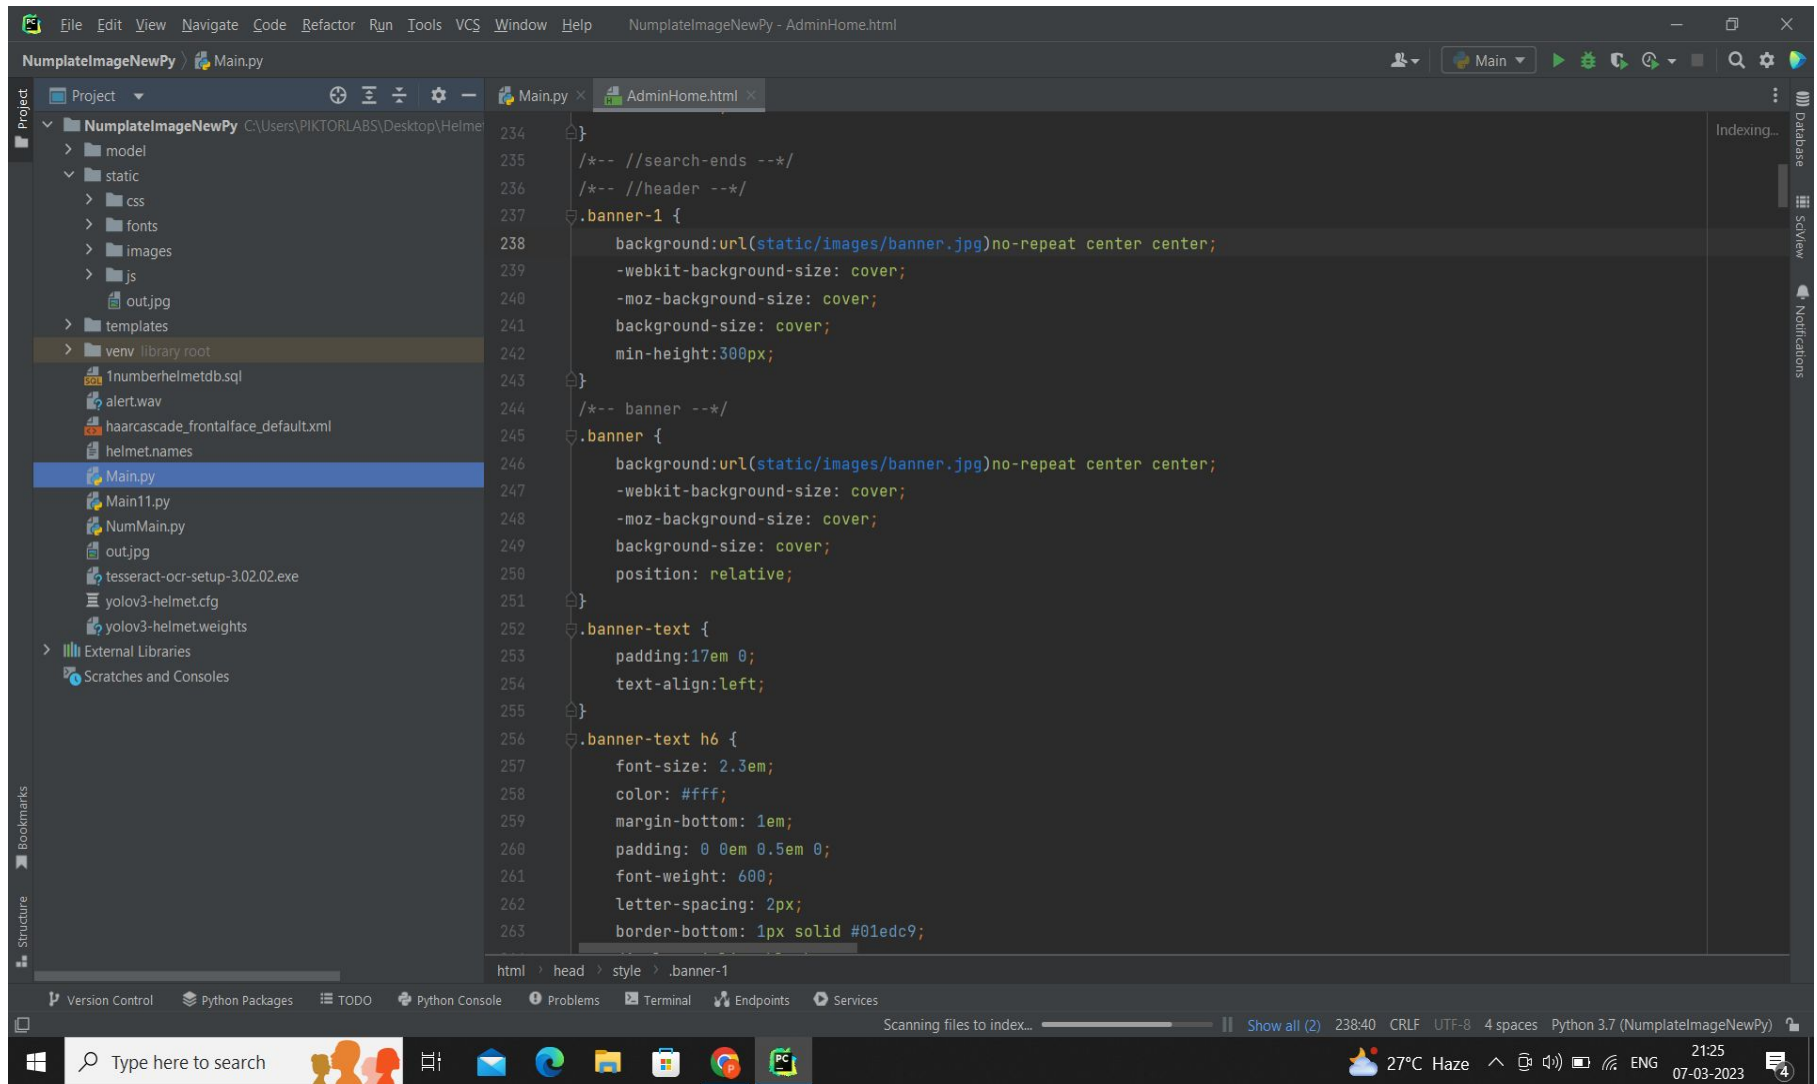 PC File Edit View Navigate Code Refactor Run Tools VCS Window Help NumplateImageNewPy - AdminHome.html
NumplateImageNewPy Main.py Main
Project Project Main.py AdminHome.html
NumplateImageNewPy C:\Users\PIKTORLABS\Desktop\Helme
model
static
css
fonts
images
js
out.jpg
templates
venv library root
1numberhelmetdb.sql
alert.wav
haarcascade_frontalface_default.xml
helmet.names
Main.py
Main11.py
NumMain.py
out.jpg
tesseract-ocr-setup-3.02.02.exe
yolov3-helmet.cfg
yolov3-helmet.weights
External Libraries
Scratches and Consoles
Bookmarks
Structure
234 }
235 /*-- //search-ends --*/
236 /*-- //header --*/
237 .banner-1 {
238 background:url(static/images/banner.jpg)no-repeat center center;
239 -webkit-background-size: cover;
240 -moz-background-size: cover;
241 background-size: cover;
242 min-height:300px;
243 }
244 /*-- banner --*/
245 .banner {
246 background:url(static/images/banner.jpg)no-repeat center center;
247 -webkit-background-size: cover;
248 -moz-background-size: cover;
249 background-size: cover;
250 position: relative;
251 }
252 .banner-text {
253 padding:17em 0;
254 text-align:left;
255 }
256 .banner-text h6 {
257 font-size: 2.3em;
258 color: #fff;
259 margin-bottom: 1em;
260 padding: 0 0em 0.5em 0;
261 font-weight: 600;
262 letter-spacing: 2px;
263 border-bottom: 1px solid #01edc9;
Indexing...
Database
SciView
Notifications
html head style .banner-1
Version Control Python Packages TODO Python Console Problems Terminal Endpoints Services
Scanning files to index... Show all (2) 238:40 CRLF UTF-8 4 spaces Python 3.7 (NumplateImageNewPy)
Type here to search PC 27°C Haze ENG 21:25
07-03-2023 4